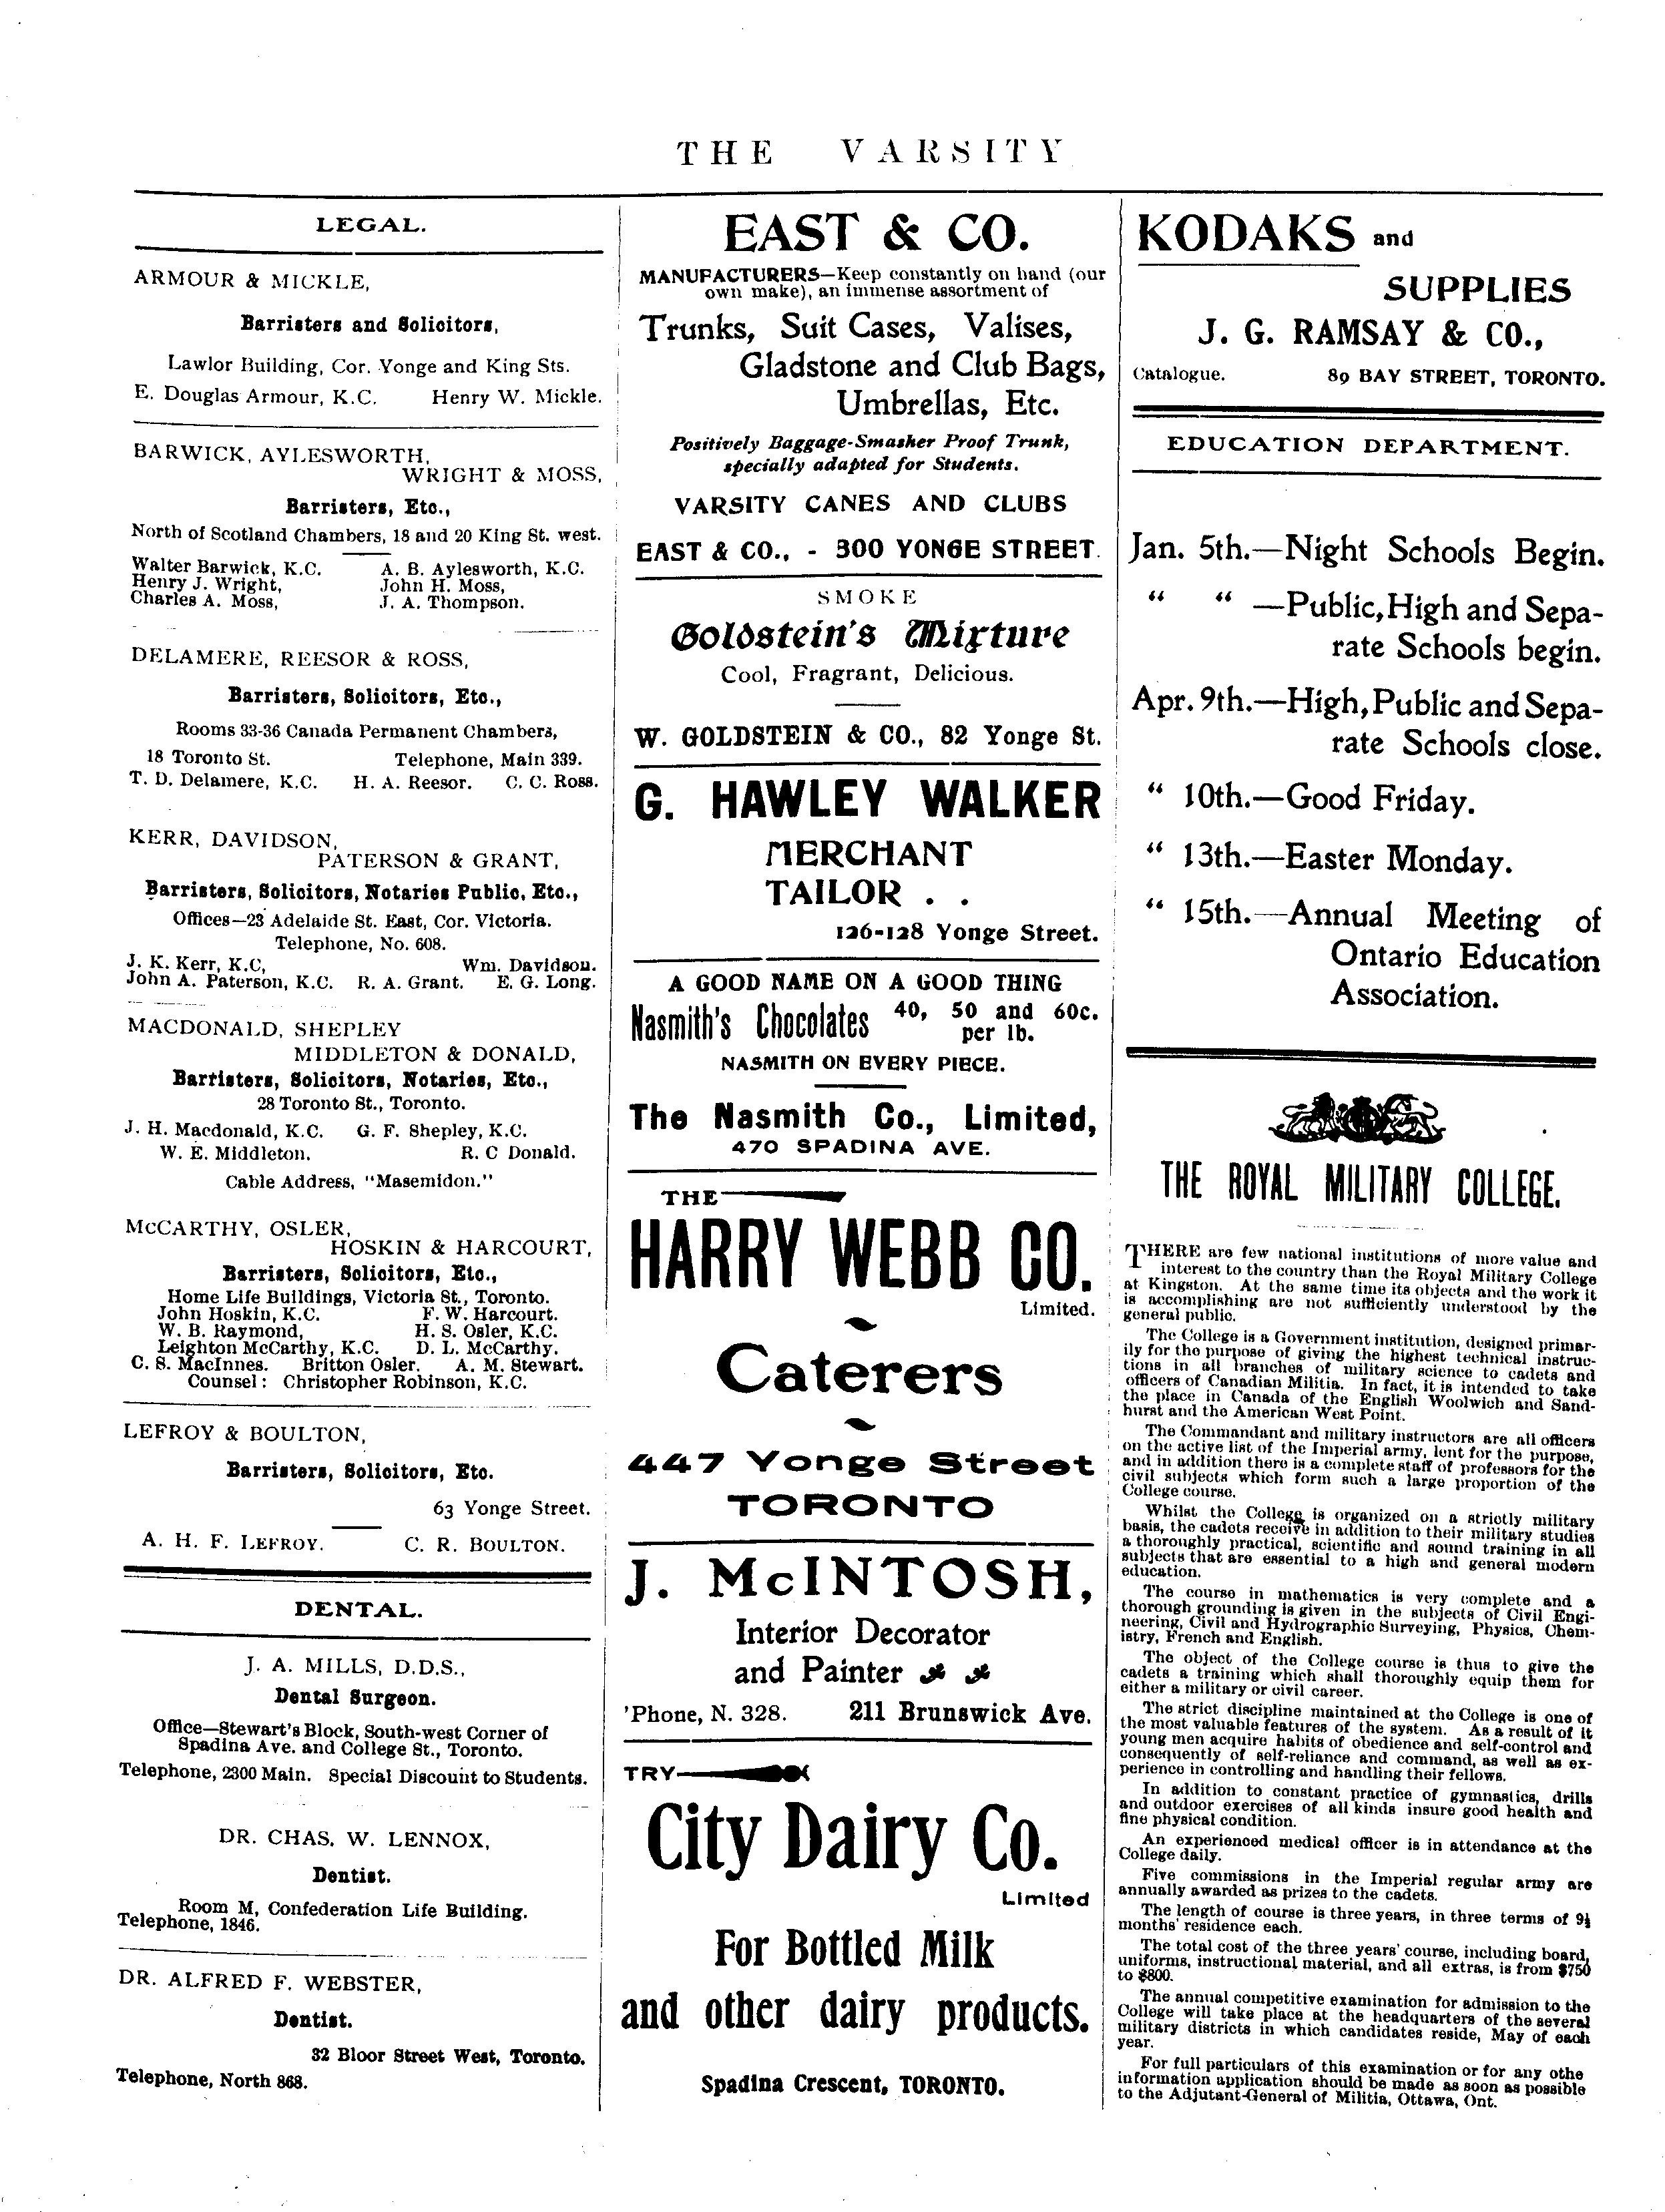 THE VARSITY
LEGAL.
ARMOUR & MICKLE,
Barristers and Solicitors,
Lawlor Building, Cor. Yonge and King Sts.
E. Douglas Armour, K.C. Henry W. Mickle.
BARWICK, AYLESWORTH,
WRIGHT & MOSS,
Barristers, Etc.,
North of Scotland Chambers, 18 and 20 King St. west.
Walter Barwick, K.C. A. B. Aylesworth, K.C.
Henry J. Wright, John H. Moss,
Charles A. Moss, J. A. Thompson.
DELAMERE, REESOR & ROSS,
Barristers, Solicitors, Etc.,
Rooms 33-36 Canada Permanent Chambers,
18 Toronto St. Telephone, Main 339.
T. D. Delamere, K.C. H. A. Reesor. C. C. Ross.
KERR, DAVIDSON,
PATERSON & GRANT,
Barristers, Solicitors, Notaries Public, Etc.,
Offices—23 Adelaide St. East, Cor. Victoria.
Telephone, No. 608.
J. K. Kerr, K.C, Wm. Davidson.
John A. Paterson, K.C. R. A. Grant. E. G. Long.
MACDONALD, SHEPLEY
MIDDLETON & DONALD,
Barristers, Solicitors, Notaries, Etc.,
28 Toronto St., Toronto.
J. H. Macdonald, K.C. G. F. Shepley, K.C.
W. E. Middleton. R. C Donald.
Cable Address, "Masemidon."
McCARTHY, OSLER,
HOSKIN & HARCOURT,
Barristers, Solicitors, Etc.,
Home Life Buildings, Victoria St., Toronto.
John Hoskin, K.C. F. W. Harcourt.
W. B. Raymond, H. S. Osler, K.C.
Leighton McCarthy, K.C. D. L. McCarthy.
C. S. MacInnes. Britton Osler. A. M. Stewart.
Counsel: Christopher Robinson, K.C.
LEFROY & BOULTON,
Barristers, Solicitors, Etc.
63 Yonge Street.
A. H. F. LEFROY. C. R. BOULTON.
DENTAL.
J. A. MILLS, D.D.S.,
Dental Surgeon.
Office—Stewart's Block, South-west Corner of
Spadina Ave. and College St., Toronto.
Telephone, 2300 Main. Special Discount to Students.
DR. CHAS. W. LENNOX,
Dentist.
Room M, Confederation Life Building.
Telephone, 1846.
DR. ALFRED F. WEBSTER,
Dentist.
32 Bloor Street West, Toronto.
Telephone, North 868.
EAST & CO.
MANUFACTURERS—Keep constantly on hand (our
own make), an immense assortment of
Trunks, Suit Cases, Valises,
Gladstone and Club Bags,
Umbrellas, Etc.
Positively Baggage-Smasher Proof Trunk,
specially adapted for Students.
VARSITY CANES AND CLUBS
EAST & CO., - 300 YONGE STREET.
SMOKE
Goldstein's Mixture
Cool, Fragrant, Delicious.
W. GOLDSTEIN & CO., 82 Yonge St.
G. HAWLEY WALKER
MERCHANT
TAILOR . .
126-128 Yonge Street.
A GOOD NAME ON A GOOD THING
Nasmith's Chocolates 40, 50 and 60c.
per lb.
NASMITH ON EVERY PIECE.
The Nasmith Co., Limited,
470 SPADINA AVE.
THE
HARRY WEBB CO.
Limited.
Caterers
447 Yonge Street
TORONTO
J. McINTOSH,
Interior Decorator
and Painter
'Phone, N. 328. 211 Brunswick Ave.
TRY
City Dairy Co.
Limited
For Bottled Milk
and other dairy products.
Spadina Crescent, TORONTO.
KODAKS and
SUPPLIES
J. G. RAMSAY & CO.,
Catalogue. 89 BAY STREET, TORONTO.
EDUCATION DEPARTMENT.
Jan. 5th.—Night Schools Begin.
" " —Public, High and Sepa-
rate Schools begin.
Apr. 9th.—High, Public and Sepa-
rate Schools close.
" 10th.—Good Friday.
" 13th.—Easter Monday.
" 15th.—Annual Meeting of
Ontario Education
Association.
THE ROYAL MILITARY COLLEGE.
THERE are few national institutions of more value and
interest to the country than the Royal Military College
at Kingston. At the same time its objects and the work it
is accomplishing are not sufficiently understood by the
general public.
The College is a Government institution, designed primar-
ily for the purpose of giving the highest technical instruc-
tions in all branches of military science to cadets and
officers of Canadian Militia. In fact, it is intended to take
the place in Canada of the English Woolwich and Sand-
hurst and the American West Point.
The Commandant and military instructors are all officers
on the active list of the Imperial army, lent for the purpose,
and in addition there is a complete staff of professors for the
civil subjects which form such a large proportion of the
College course.
Whilst the College is organized on a strictly military
basis, the cadets receive in addition to their military studies
a thoroughly practical, scientific and sound training in all
subjects that are essential to a high and general modern
education.
The course in mathematics is very complete and a
thorough grounding is given in the subjects of Civil Engi-
neering, Civil and Hydrographic Surveying, Physics, Chem-
istry, French and English.
The object of the College course is thus to give the
cadets a training which shall thoroughly equip them for
either a military or civil career.
The strict discipline maintained at the College is one of
the most valuable features of the system. As a result of it
young men acquire habits of obedience and self-control and
consequently of self-reliance and command, as well as ex-
perience in controlling and handling their fellows.
In addition to constant practice of gymnastics, drills
and outdoor exercises of all kinds insure good health and
fine physical condition.
An experienced medical officer is in attendance at the
College daily.
Five commissions in the Imperial regular army are
annually awarded as prizes to the cadets.
The length of course is three years, in three terms of 9½
months' residence each.
The total cost of the three years' course, including board,
uniforms, instructional material, and all extras, is from $750
to $800.
The annual competitive examination for admission to the
College will take place at the headquarters of the several
military districts in which candidates reside, May of each
year.
For full particulars of this examination or for any othe
information application should be made as soon as possible
to the Adjutant-General of Militia, Ottawa, Ont.